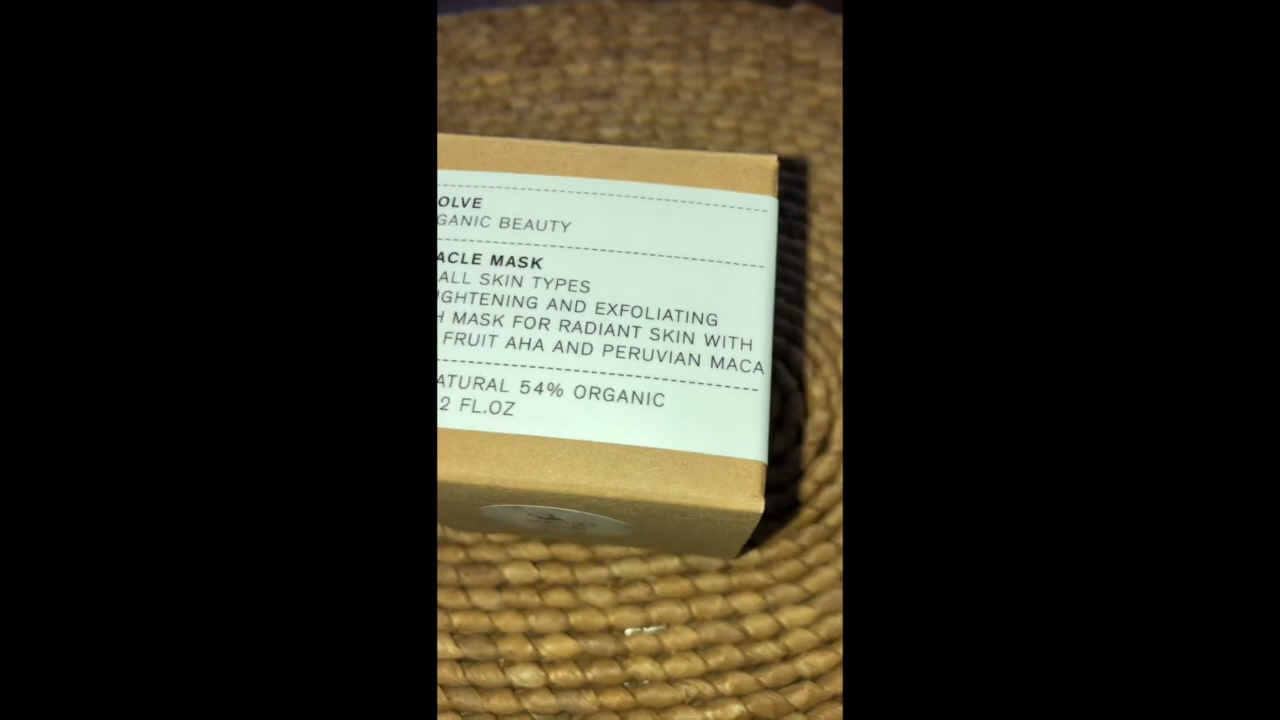 OLVE
GANIC BEAUTY
ACLE MASK
ALL SKIN TYPES
IGHTENING AND EXFOLIATING
H MASK FOR RADIANT SKIN WITH
FRUIT AHA AND PERUVIAN MACA
ATURAL 54% ORGANIC
2 FL.OZ